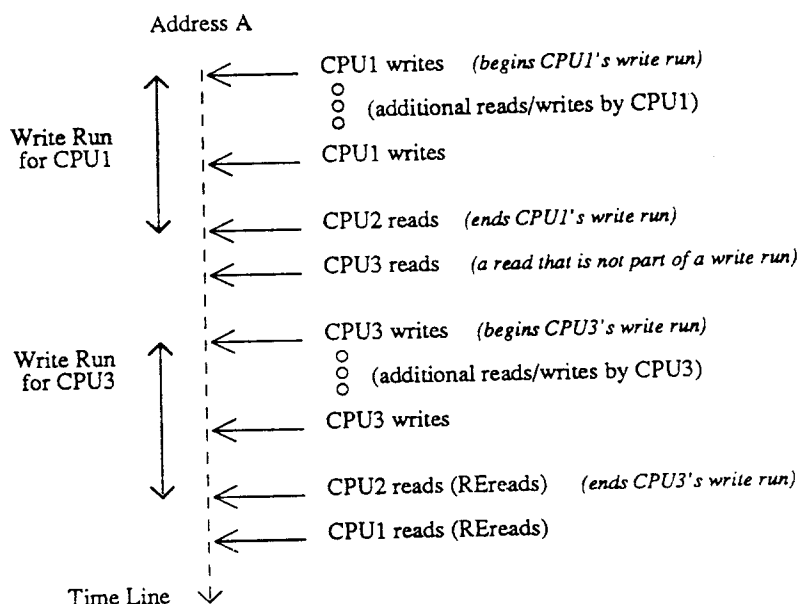 Address A
CPU1 writes (begins CPU1's write run)
(additional reads/writes by CPU1)
Write Run
for CPU1
CPU1 writes
CPU2 reads (ends CPU1's write run)
CPU3 reads (a read that is not part of a write run)
CPU3 writes (begins CPU3's write run)
Write Run
for CPU3
(additional reads/writes by CPU3)
CPU3 writes
CPU2 reads (REreads) (ends CPU3's write run)
CPU1 reads (REreads)
Time Line